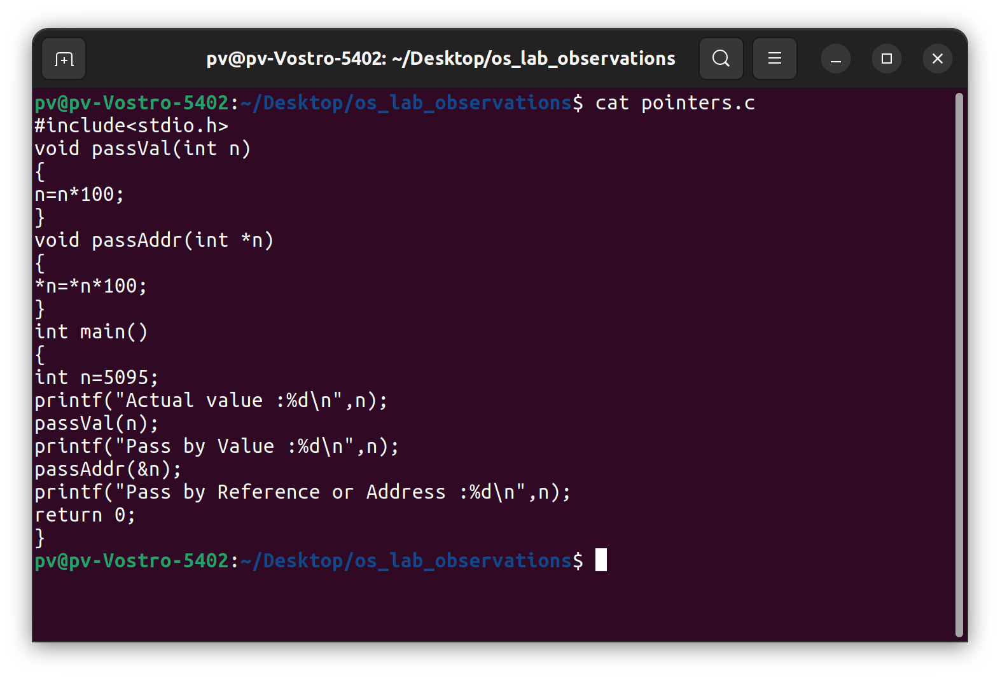 pv@pv-Vostro-5402: ~/Desktop/os_lab_observations
pv@pv-Vostro-5402:~/Desktop/os_lab_observations$ cat pointers.c
#include<stdio.h>
void passVal(int n)
{
n=n*100;
}
void passAddr(int *n)
{
*n=*n*100;
}
int main()
{
int n=5095;
printf("Actual value :%d\n",n);
passVal(n);
printf("Pass by Value :%d\n",n);
passAddr(&n);
printf("Pass by Reference or Address :%d\n",n);
return 0;
}
pv@pv-Vostro-5402:~/Desktop/os_lab_observations$